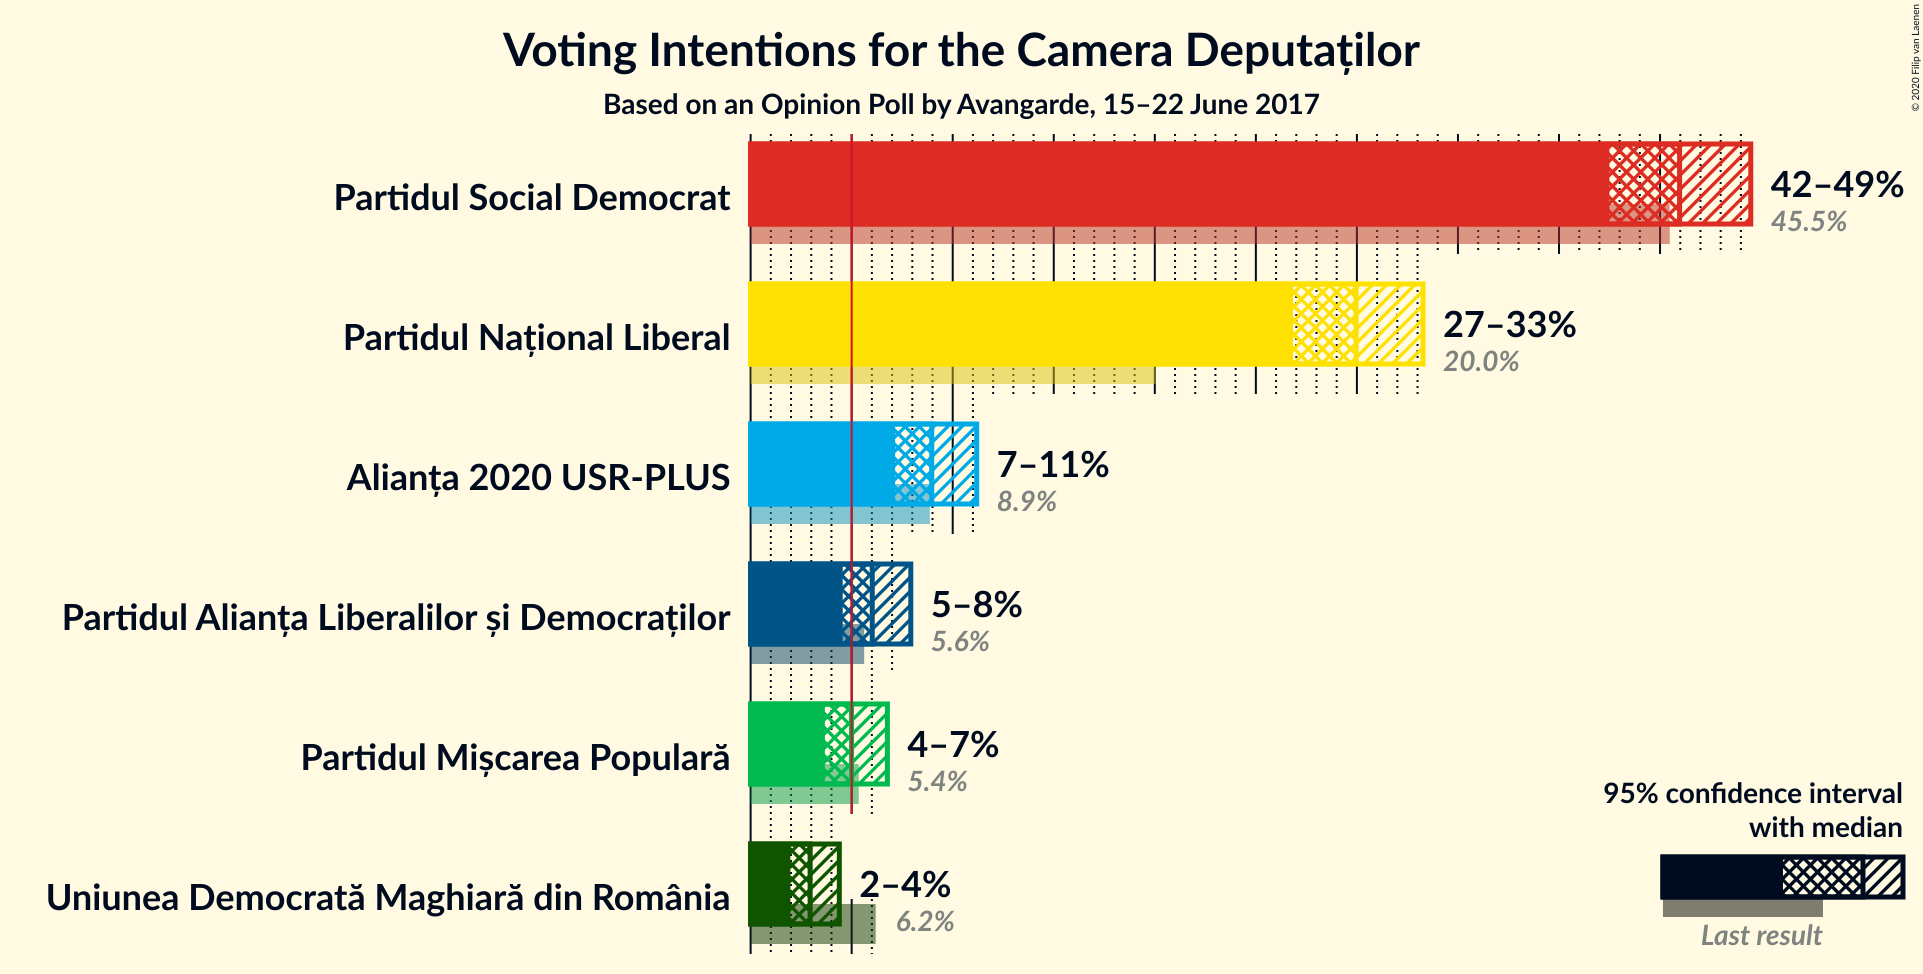 Voting Intentions for the Camera Deputaților
Based on an Opinion Poll by Avangarde, 15–22 June 2017
© 2020 Filip van Laenen
Partidul Social Democrat
42–49%
45.5%
Partidul Național Liberal
27–33%
20.0%
Alianța 2020 USR-PLUS
7–11%
8.9%
Partidul Alianța Liberalilor și Democraților
5–8%
5.6%
Partidul Mișcarea Populară
4–7%
5.4%
Uniunea Democrată Maghiară din România
2–4%
6.2%
95% confidence interval
with median
Last result